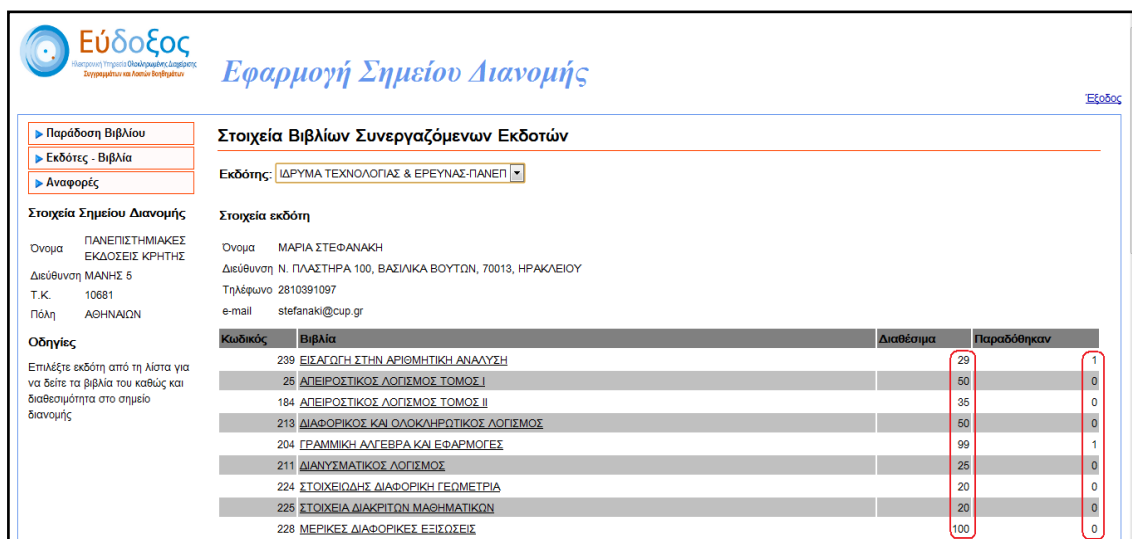 Εύδοξος
Ηλεκτρονική Υπηρεσία Ολοκληρωμένης Διαχείρισης
Συγγραμμάτων και Λοιπών Βοηθημάτων
Εφαρμογή Σημείου Διανομής
Έξοδος
Παράδοση Βιβλίου
Εκδότες - Βιβλία
Αναφορές
Στοιχεία Σημείου Διανομής
Όνομα ΠΑΝΕΠΙΣΤΗΜΙΑΚΕΣ
ΕΚΔΟΣΕΙΣ ΚΡΗΤΗΣ
Διεύθυνση ΜΑΝΗΣ 5
Τ.Κ. 10681
Πόλη ΑΘΗΝΑΙΩΝ
Οδηγίες
Επιλέξτε εκδότη από τη λίστα για
να δείτε τα βιβλία του καθώς και
διαθεσιμότητα στο σημείο
διανομής
Στοιχεία Βιβλίων Συνεργαζόμενων Εκδοτών
Εκδότης: ΙΔΡΥΜΑ ΤΕΧΝΟΛΟΓΙΑΣ & ΕΡΕΥΝΑΣ-ΠΑΝΕΠ
Στοιχεία εκδότη
Όνομα ΜΑΡΙΑ ΣΤΕΦΑΝΑΚΗ
Διεύθυνση Ν. ΠΛΑΣΤΗΡΑ 100, ΒΑΣΙΛΙΚΑ ΒΟΥΤΩΝ, 70013, ΗΡΑΚΛΕΙΟΥ
Τηλέφωνο 2810391097
e-mail stefanaki@cup.gr
Κωδικός Βιβλία Διαθέσιμα Παραδόθηκαν
239 ΕΙΣΑΓΩΓΗ ΣΤΗΝ ΑΡΙΘΜΗΤΙΚΗ ΑΝΑΛΥΣΗ 29 1
25 ΑΠΕΙΡΟΣΤΙΚΟΣ ΛΟΓΙΣΜΟΣ ΤΟΜΟΣ Ι 50 0
184 ΑΠΕΙΡΟΣΤΙΚΟΣ ΛΟΓΙΣΜΟΣ ΤΟΜΟΣ ΙΙ 35 0
213 ΔΙΑΦΟΡΙΚΟΣ ΚΑΙ ΟΛΟΚΛΗΡΩΤΙΚΟΣ ΛΟΓΙΣΜΟΣ 50 0
204 ΓΡΑΜΜΙΚΗ ΑΛΓΕΒΡΑ ΚΑΙ ΕΦΑΡΜΟΓΕΣ 99 1
211 ΔΙΑΝΥΣΜΑΤΙΚΟΣ ΛΟΓΙΣΜΟΣ 25 0
224 ΣΤΟΙΧΕΙΩΔΗΣ ΔΙΑΦΟΡΙΚΗ ΓΕΩΜΕΤΡΙΑ 20 0
225 ΣΤΟΙΧΕΙΑ ΔΙΑΚΡΙΤΩΝ ΜΑΘΗΜΑΤΙΚΩΝ 20 0
228 ΜΕΡΙΚΕΣ ΔΙΑΦΟΡΙΚΕΣ ΕΞΙΣΩΣΕΙΣ 100 0